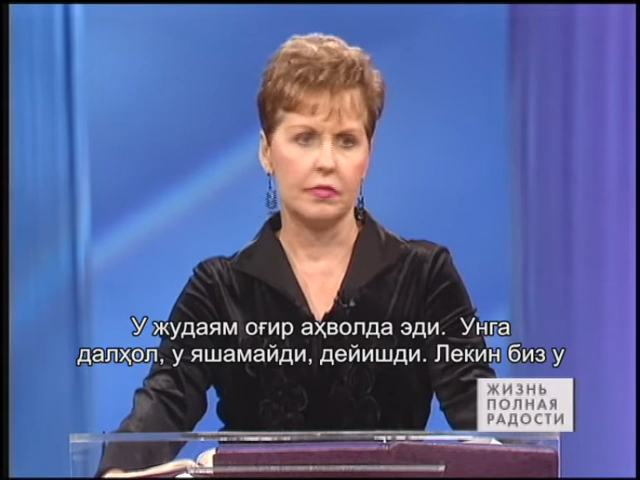 У жудаям оғир аҳволда эди. Унга
далҳол, у яшамайди, дейишди. Лекин биз у
ЖИЗНЬ
ПОЛНАЯ
РАДОСТИ